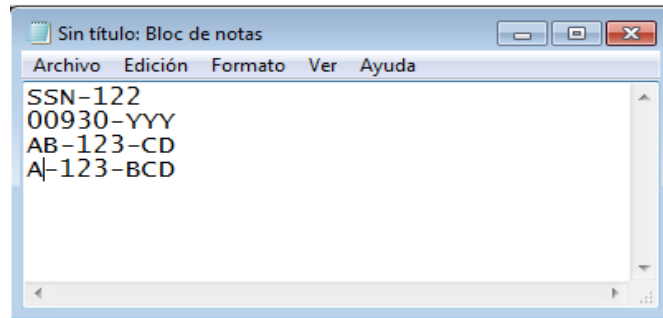 Sin título: Bloc de notas
Archivo Edición Formato Ver Ayuda
SSN-122
00930-YYY
AB-123-CD
A-123-BCD